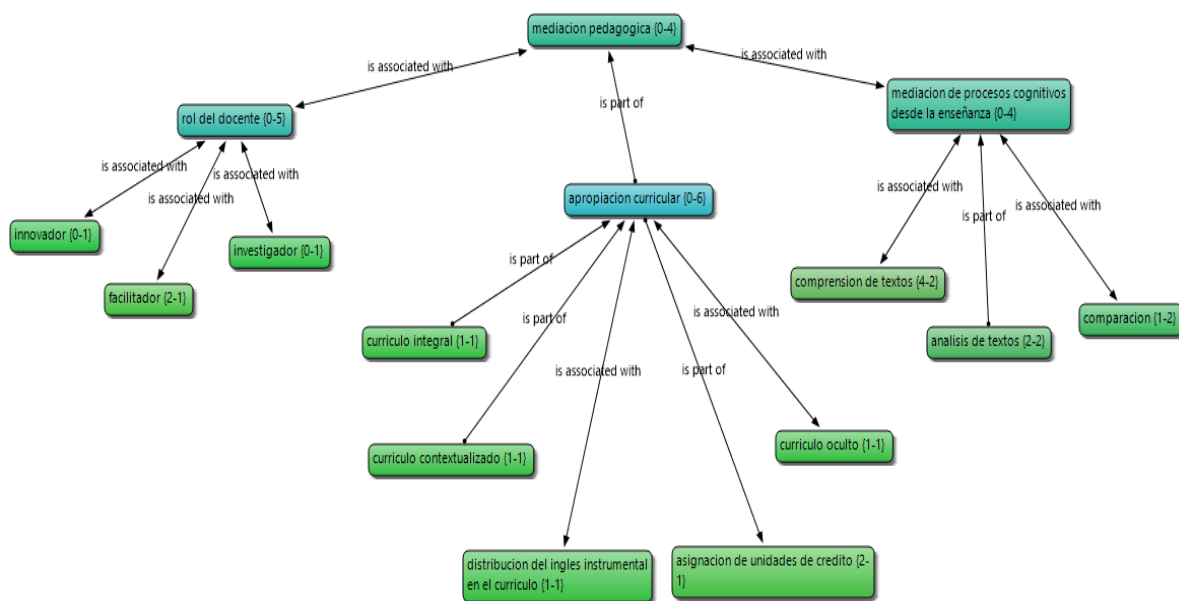 mediacion pedagogica {0-4}
is associated with
is associated with
is part of
mediacion de procesos cognitivos
desde la enseñanza {0-4}
rol del docente {0-5}
is associated with
is associated with
is associated with
apropiacion curricular {0-6}
is associated with
is part of
is associated with
innovador {0-1}
investigador {0-1}
facilitador {2-1}
comprension de textos {4-2}
comparacion {1-2}
analisis de textos {2-2}
is part of
is part of
is associated with
curriculo integral {1-1}
is associated with
is part of
curriculo contextualizado {1-1}
curriculo oculto {1-1}
distribucion del ingles instrumental
en el curriculo {1-1}
asignacion de unidades de credito {2-
1}